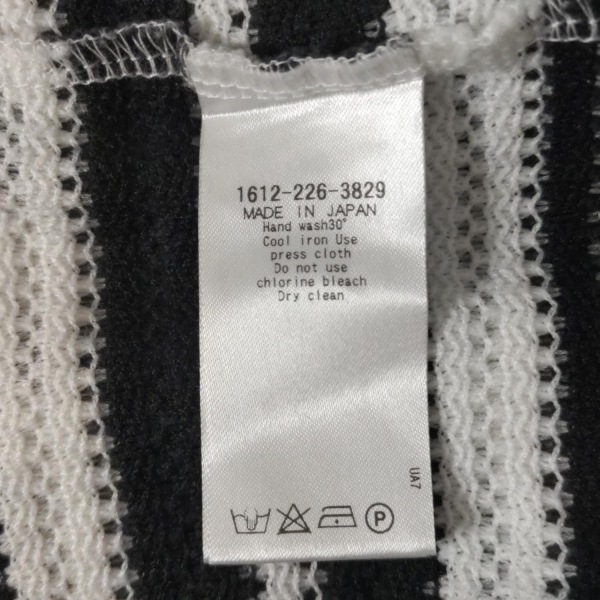 1612-226-3829
MADE IN JAPAN
Hand wash30°
Cool iron Use
press cloth
Do not use
chlorine bleach
Dry clean
UA7
P